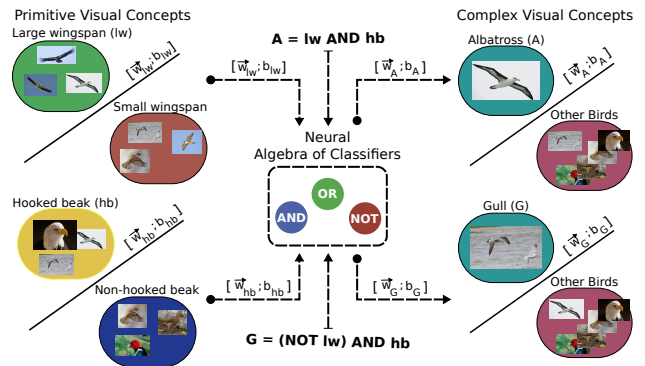 Primitive Visual Concepts
Large wingspan (lw)
[w⃗lw;blw]
Small wingspan
Hooked beak (hb)
[w⃗hb;bhb]
Non-hooked beak
A = lw AND hb
[w⃗lw;blw]
[w⃗A;bA]
Neural
Algebra of Classifiers
OR
AND
NOT
[w⃗hb;bhb]
[w⃗G;bG]
G = (NOT lw) AND hb
Complex Visual Concepts
Albatross (A)
[w⃗A;bA]
Other Birds
Gull (G)
[w⃗G;bG]
Other Birds